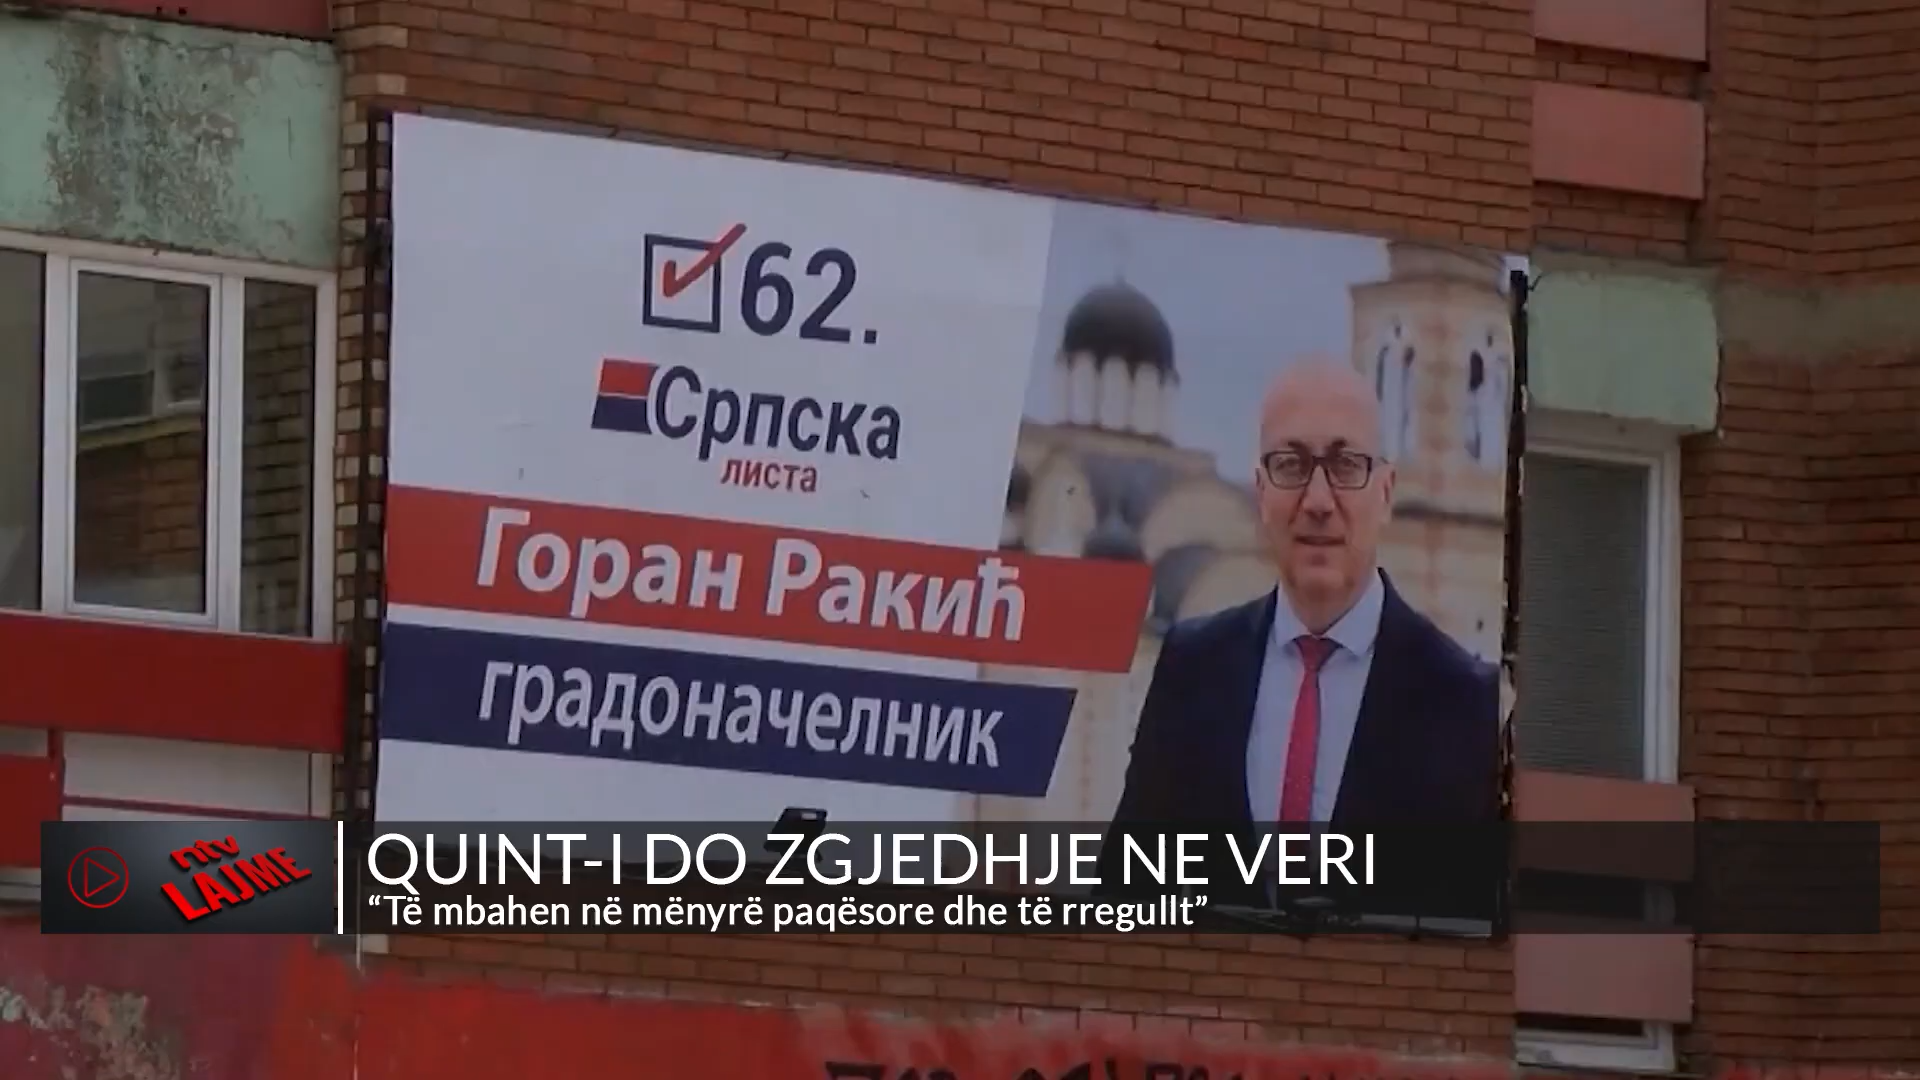 62.
Српска
листа
Горан Ракић
градоначелник
ntv
LAJME
QUINT-I DO ZGJEDHJE NE VERI
“Të mbahen në mënyrë paqësore dhe të rregullt”